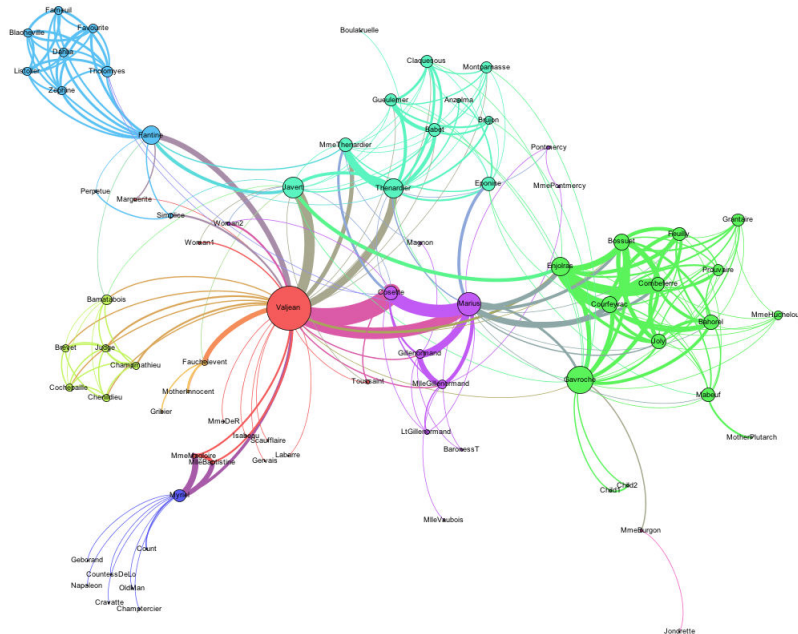 Fameuil
Favourite
Blacheville
Dahlia
Listolier
Tholomyes
Zephine
Fantine
Perpetue
Marguerite
Simplice
Boulatruelle
Claquesous
Montparnasse
Gueulemer
Anzelma
Babet
Brujon
MmeThenardier
Javert
Thenardier
Eponine
Pontmercy
MmePontmercy
Woman2
Woman1
Magnon
Grantaire
Feuilly
Bossuet
Enjolras
Prouvaire
Combeferre
Courfeyrac
MmeHucheloup
Bahorel
Joly
Cosette
Marius
Valjean
Bamatabois
Brevet
Judge
Champmathieu
Cochepaille
Chenildieu
Fauchelevent
MotherInnocent
Gribier
Gillenormand
Toussaint
MlleGillenormand
Gavroche
Mabeuf
MotherPlutarch
MmeDeR
Isabeau
Scaufflaire
Gervais
Labarre
LtGillenormand
BaronessT
MmeMagloire
MlleBaptistine
Myriel
Child1
Child2
MlleVaubois
MmeBurgon
Jondrette
Count
Geborand
CountessDeLo
Napoleon
OldMan
Cravatte
Champtercier